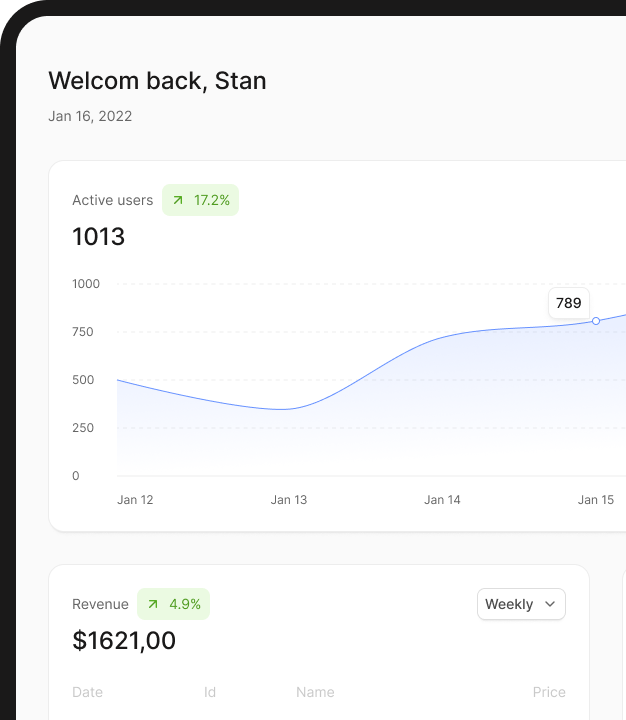 Welcom back, Stan
Jan 16, 2022
Active users 17.2%
1013
1000
789
750
500
250
0
Jan 12 Jan 13 Jan 14 Jan 15
Revenue 4.9% Weekly
$1621,00
Date Id Name Price